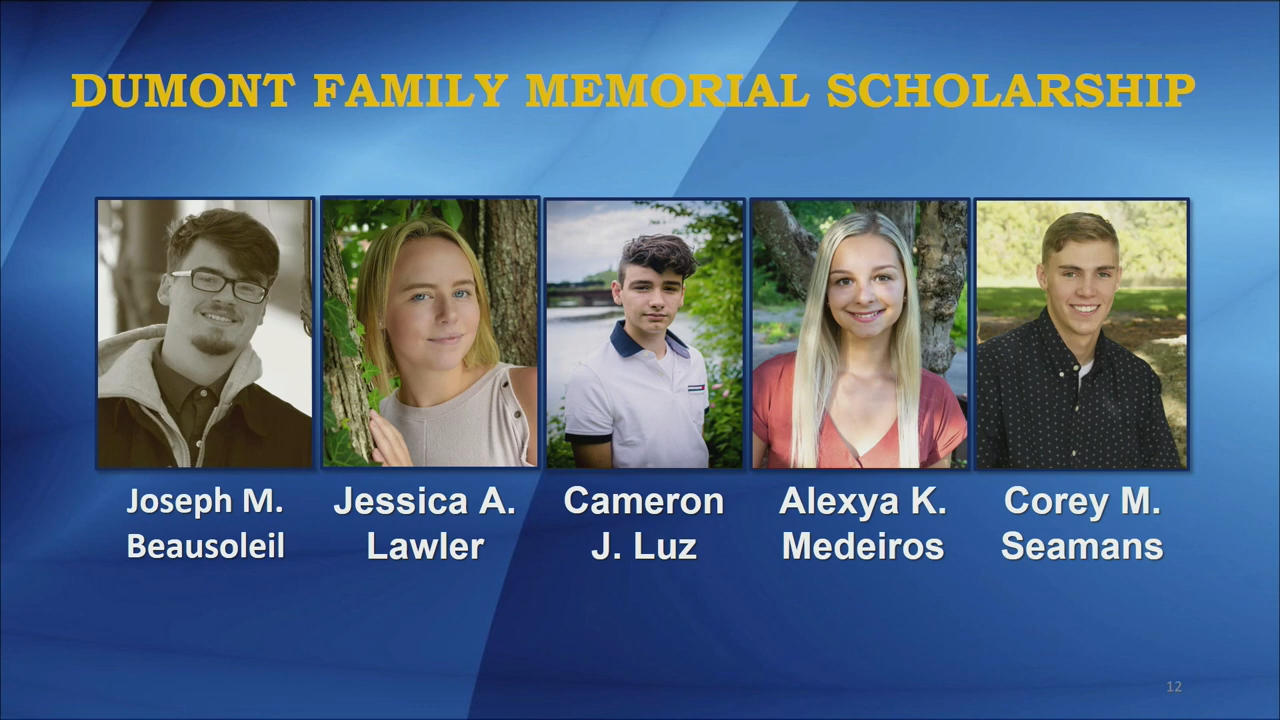 DUMONT FAMILY MEMORIAL SCHOLARSHIP
Joseph M.
Beausoleil
Jessica A.
Lawler
Cameron
J. Luz
Alexya K.
Medeiros
Corey M.
Seamans
12